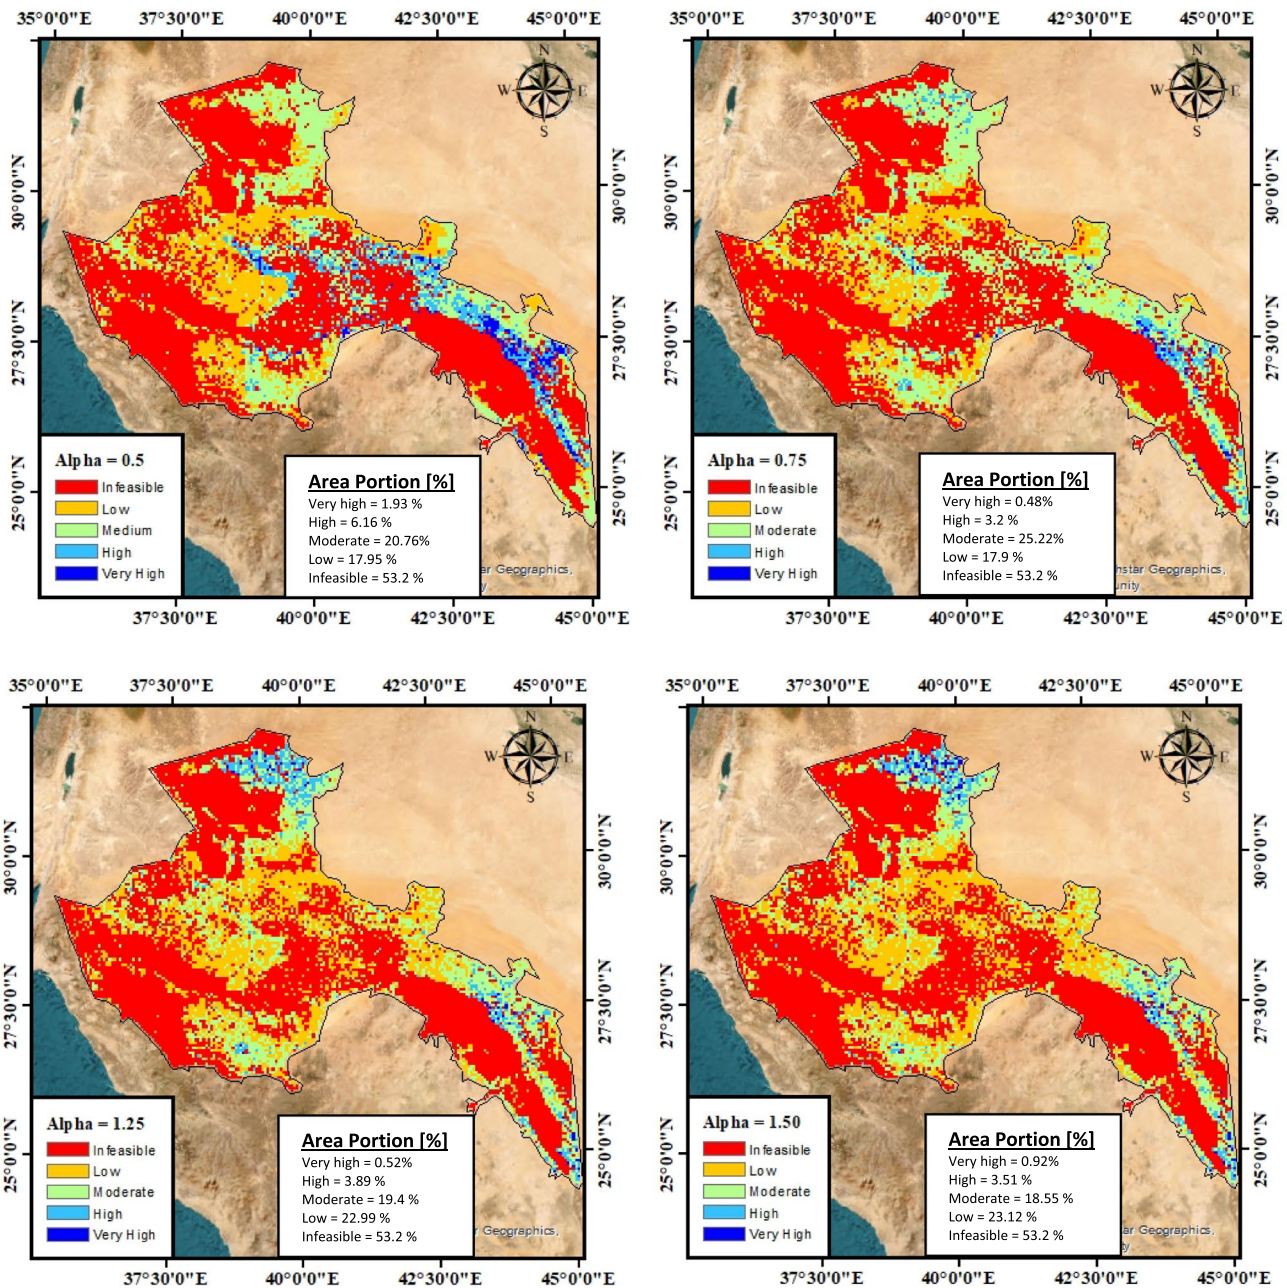 35°0'0"E 37°30'0"E 40°0'0"E 42°30'0"E 45°0'0"E
N
W E
S
30°0'0"N 30°0'0"N
27°30'0"N 27°30'0"N
25°0'0"N 25°0'0"N
Alpha = 0.5
Infeasible
Low
Medium
High
Very High
Area Portion [%]
Very high = 1.93 %
High = 6.16 %
Moderate = 20.76%
Low = 17.95 %
Infeasible = 53.2 %
ar Geographics,
y.
37°30'0"E 40°0'0"E 42°30'0"E 45°0'0"E
35°0'0"E 37°30'0"E 40°0'0"E 42°30'0"E 45°0'0"E
N
W E
S
30°0'0"N 30°0'0"N
27°30'0"N 27°30'0"N
25°0'0"N 25°0'0"N
Alpha = 0.75
Infeasible
Low
Moderate
High
Very High
Area Portion [%]
Very high = 0.48%
High = 3.2 %
Moderate = 25.22%
Low = 17.9 %
Infeasible = 53.2 %
hstar Geographics,
unity
37°30'0"E 40°0'0"E 42°30'0"E 45°0'0"E
35°0'0"E 37°30'0"E 40°0'0"E 42°30'0"E 45°0'0"E
N
W E
S
30°0'0"N 30°0'0"N
27°30'0"N 27°30'0"N
25°0'0"N 25°0'0"N
Alpha = 1.25
Infeasible
Low
Moderate
High
Very High
Area Portion [%]
Very high = 0.52%
High = 3.89 %
Moderate = 19.4 %
Low = 22.99 %
Infeasible = 53.2 %
r Geographics,
37°30'0"E 40°0'0"E 42°30'0"E 45°0'0"E
35°0'0"E 37°30'0"E 40°0'0"E 42°30'0"E 45°0'0"E
N
W E
S
30°0'0"N 30°0'0"N
27°30'0"N 27°30'0"N
25°0'0"N 25°0'0"N
Alpha = 1.50
Infeasible
Low
Moderate
High
Very High
Area Portion [%]
Very high = 0.92%
High = 3.51 %
Moderate = 18.55 %
Low = 23.12 %
Infeasible = 53.2 %
tar Geographics,
ty.
37°30'0"E 40°0'0"E 42°30'0"E 45°0'0"E